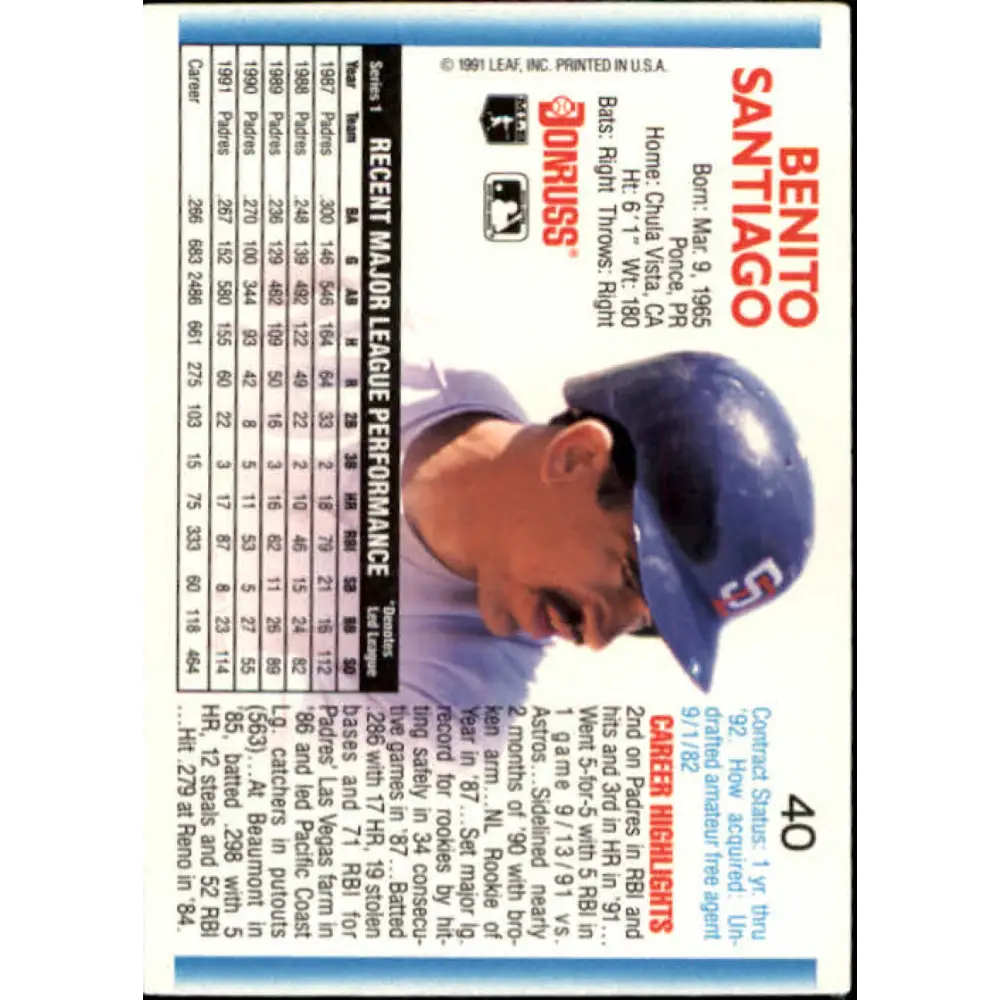 BENITO
SANTIAGO
Born: Mar. 9, 1965
Ponce, PR
Home: Chula Vista, CA
Ht: 6'1" Wt: 180
Bats: Right Throws: Right
DONRUSS®
© 1991 LEAF, INC. PRINTED IN U.S.A.
40
Contract Status: 1 yr. thru
'92. How acquired: Un-
drafted amateur free agent
9/1/82
CAREER HIGHLIGHTS
2nd on Padres in RBI and
hits and 3rd in HR in '91...
Went 5-for-5 with 5 RBI in
1 game 9/13/91 vs.
Astros...Sidelined nearly
2 months of '90 with bro-
ken arm...NL Rookie of
Year in '87...Set major lg.
record for rookies by hit-
ting safely in 34 consecu-
tive games in '87...Batted
.286 with 17 HR, 19 stolen
bases and 71 RBI for
Padres' Las Vegas farm in
'86 and led Pacific Coast
Lg. catchers in putouts
(563)...At Beaumont in
'85, batted .298 with 5
HR, 12 steals and 52 RBI
...Hit .279 at Reno in '84.
Series 1 RECENT MAJOR LEAGUE PERFORMANCE *Denotes Led League
Year Team BA G AB H R 2B 3B HR RBI SB BB SO
1987 Padres .300 146 546 164 64 33 2 18 79 21 16 112
1988 Padres .248 139 492 122 49 22 2 10 46 15 24 82
1989 Padres .236 129 462 109 50 16 3 16 62 11 26 89
1990 Padres .270 100 344 93 42 8 5 11 53 5 27 55
1991 Padres .267 152 580 155 60 22 3 17 87 8 23 114
Career .266 683 2486 661 275 103 15 75 333 60 118 464
SD